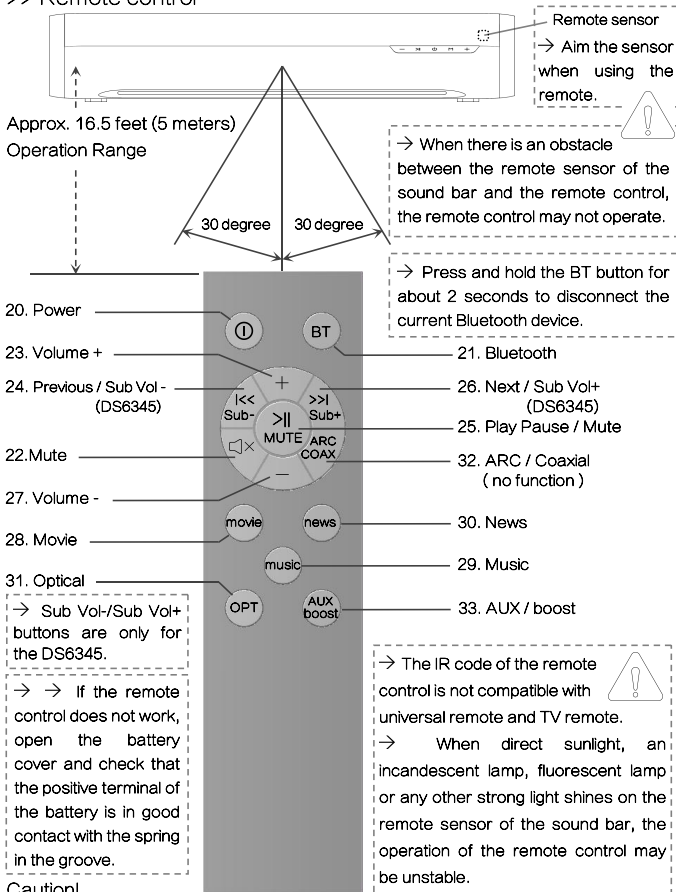 >> Remote control
Remote sensor
→ Aim the sensor
when using the
remote.
Approx. 16.5 feet (5 meters)
Operation Range
→ When there is an obstacle
between the remote sensor of the
sound bar and the remote control,
the remote control may not operate.
30 degree
30 degree
→ Press and hold the BT button for
about 2 seconds to disconnect the
current Bluetooth device.
20. Power
BT
21. Bluetooth
23. Volume +
24. Previous / Sub Vol -
(DS6345)
26. Next / Sub Vol+
(DS6345)
+
|<<
Sub-
>>|
Sub+
>||
MUTE
25. Play Pause / Mute
22.Mute
ARC
COAX
32. ARC / Coaxial
( no function )
−
27. Volume -
movie
news
28. Movie
30. News
music
29. Music
31. Optical
OPT
AUX
boost
33. AUX / boost
→ Sub Vol-/Sub Vol+
buttons are only for
the DS6345.
→ → If the remote
control does not work,
open the battery
cover and check that
the positive terminal of
the battery is in good
contact with the spring
in the groove.
→ The IR code of the remote
control is not compatible with
universal remote and TV remote.
→ When direct sunlight, an
incandescent lamp, fluorescent lamp
or any other strong light shines on the
remote sensor of the sound bar, the
operation of the remote control may
be unstable.
Caution!